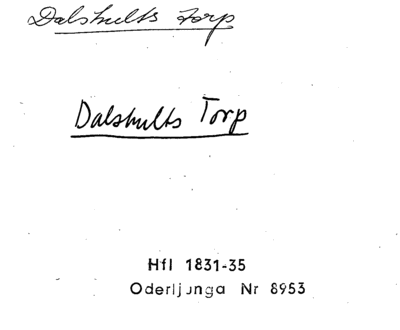 Dalshults Torp
Dalshults Torp
Hfl 1831-35
Oderljunga Nr 8953